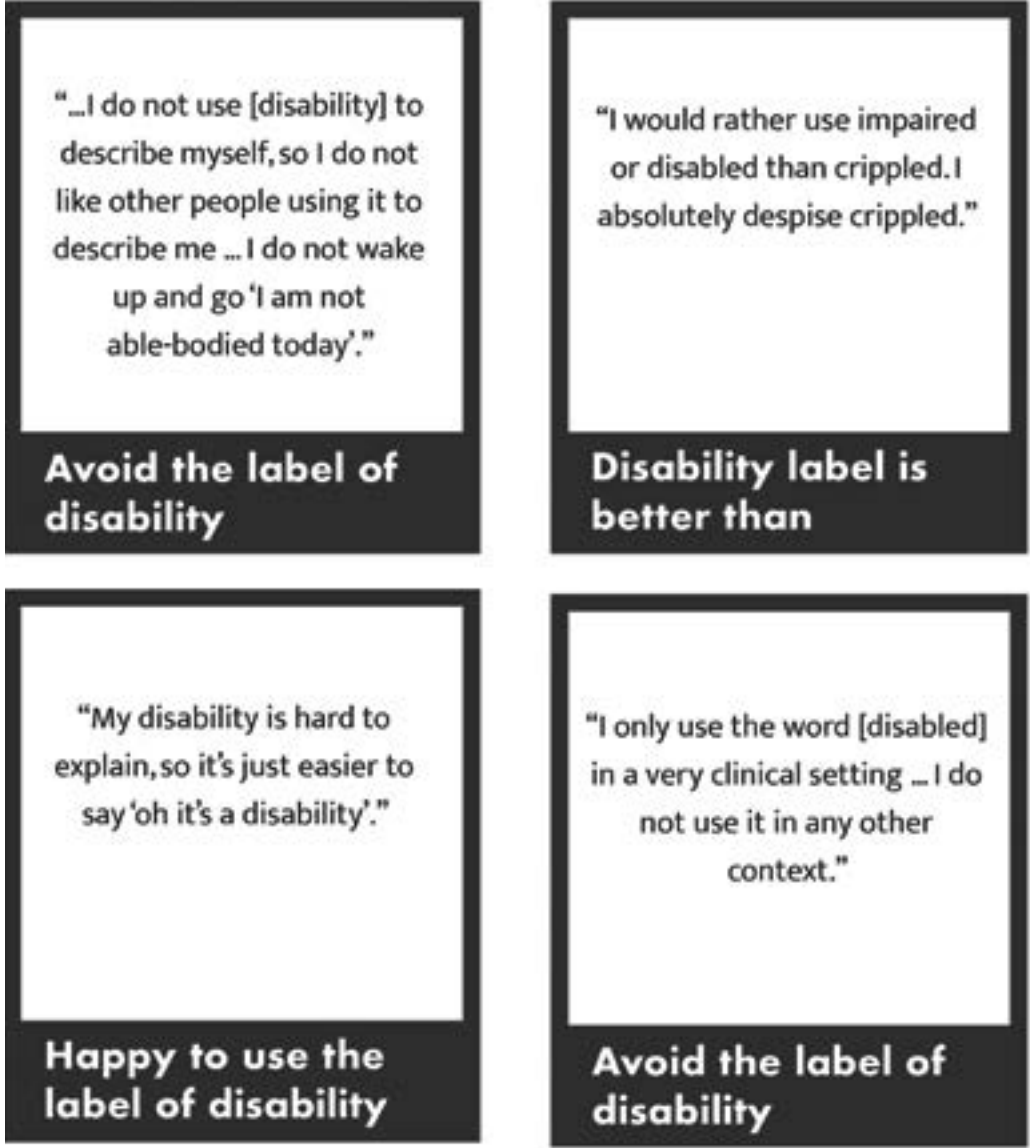 “...I do not use [disability] to
describe myself, so I do not
like other people using it to
describe me ... I do not wake
up and go ‘I am not
able-bodied today’.”
Avoid the label of
disability
“I would rather use impaired
or disabled than crippled. I
absolutely despise crippled.”
Disability label is
better than
“My disability is hard to
explain, so it’s just easier to
say ‘oh it’s a disability’.”
Happy to use the
label of disability
“I only use the word [disabled]
in a very clinical setting ... I do
not use it in any other
context.”
Avoid the label of
disability